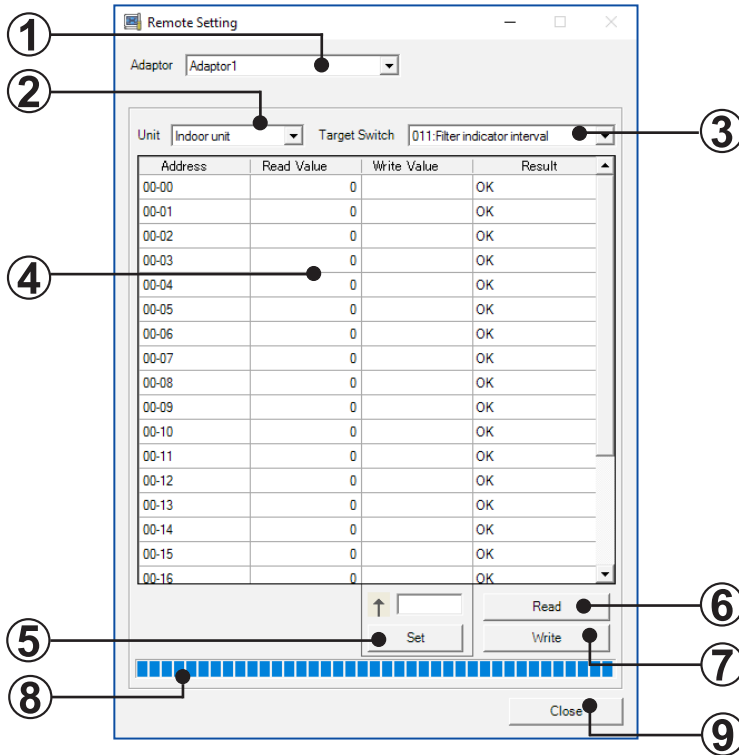 Remote Setting
1
Adaptor Adaptor1
2
Unit Indoor unit Target Switch 011:Filter indicator interval
3
Address Read Value Write Value Result
00-00 0 OK
00-01 0 OK
00-02 0 OK
00-03 0 OK
4
00-04 0 OK
00-05 0 OK
00-06 0 OK
00-07 0 OK
00-08 0 OK
00-09 0 OK
00-10 0 OK
00-11 0 OK
00-12 0 OK
00-13 0 OK
00-14 0 OK
00-15 0 OK
00-16 0 OK
Read
6
5
Set Write
7
8
Close
9